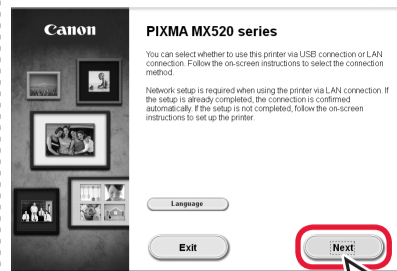 Canon
PIXMA MX520 series
You can select whether to use this printer via USB connection or LAN
connection. Follow the on-screen instructions to select the connection
method.
Network setup is required when using the printer via LAN connection. If
the setup is already completed, the connection is confirmed
automatically. If the setup is not completed, follow the on-screen
instructions to set up the printer.
Language
Exit
Next